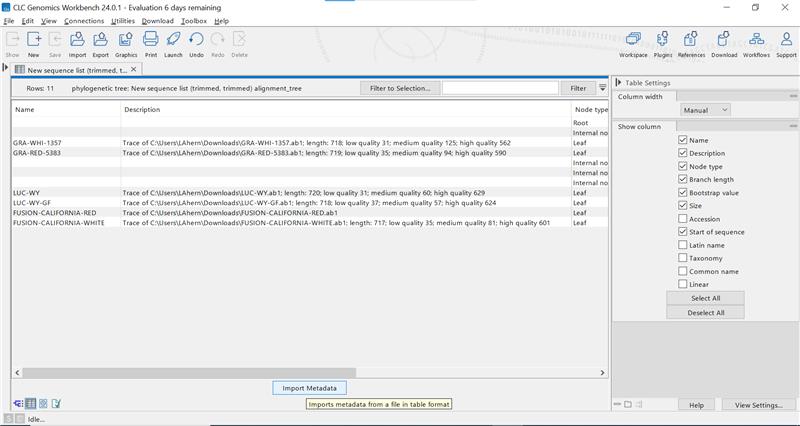 CLC Genomics Workbench 24.0.1 - Evaluation 6 days remaining
File Edit View Connections Utilities Download Toolbox Help
Show New Save Import Export Graphics Print Launch Undo Redo Delete Workspace Plugins References Download Workflows Support
New sequence list (trimmed, t...
Rows: 11 phylogenetic tree: New sequence list (trimmed, trimmed) alignment_tree Filter to Selection... Filter
Name Description Node type
Root
Internal no
GRA-WHI-1357 Trace of C:\Users\LAhern\Downloads\GRA-WHI-1357.ab1; length: 718; low quality 31; medium quality 125; high quality 562 Leaf
GRA-RED-5383 Trace of C:\Users\LAhern\Downloads\GRA-RED-5383.ab1; length: 719; low quality 35; medium quality 94; high quality 590 Leaf
Internal no
Internal no
Internal no
LUC-WY Trace of C:\Users\LAhern\Downloads\LUC-WY.ab1; length: 720; low quality 31; medium quality 60; high quality 629 Leaf
LUC-WY-GF Trace of C:\Users\LAhern\Downloads\LUC-WY-GF.ab1; length: 718; low quality 37; medium quality 57; high quality 624 Leaf
FUSION-CALIFORNIA-RED Trace of C:\Users\LAhern\Downloads\FUSION-CALIFORNIA-RED.ab1 Leaf
FUSION-CALIFORNIA-WHITE Trace of C:\Users\LAhern\Downloads\FUSION-CALIFORNIA-WHITE.ab1; length: 717; low quality 35; medium quality 81; high quality 601 Leaf
Import Metadata
Imports metadata from a file in table format
Table Settings
Column width
Manual
Show column
Name
Description
Node type
Branch length
Bootstrap value
Size
Accession
Start of sequence
Latin name
Taxonomy
Common name
Linear
Select All
Deselect All
Help View Settings...
Idle...